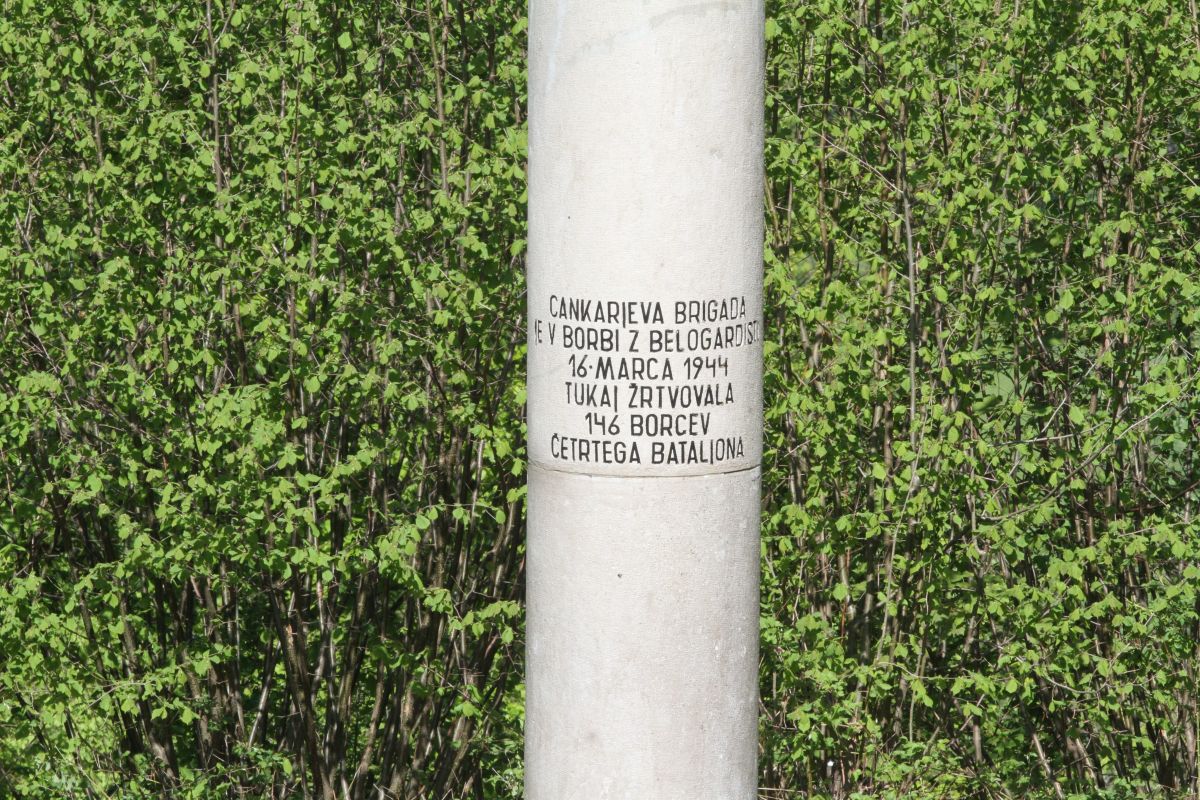 CANKARJEVA BRIGADA
JE V BORBI Z BELOGARDISTI
16. MARCA 1944
TUKAJ ŽRTVOVALA
146 BORCEV
ČETRTEGA BATALJONA